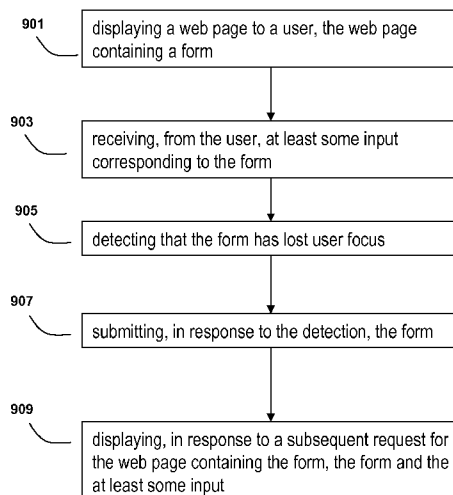 901
displaying a web page to a user, the web page
containing a form
903
receiving, from the user, at least some input
corresponding to the form
905
detecting that the form has lost user focus
907
submitting, in response to the detection, the form
909
displaying, in response to a subsequent request for
the web page containing the form, the form and the
at least some input